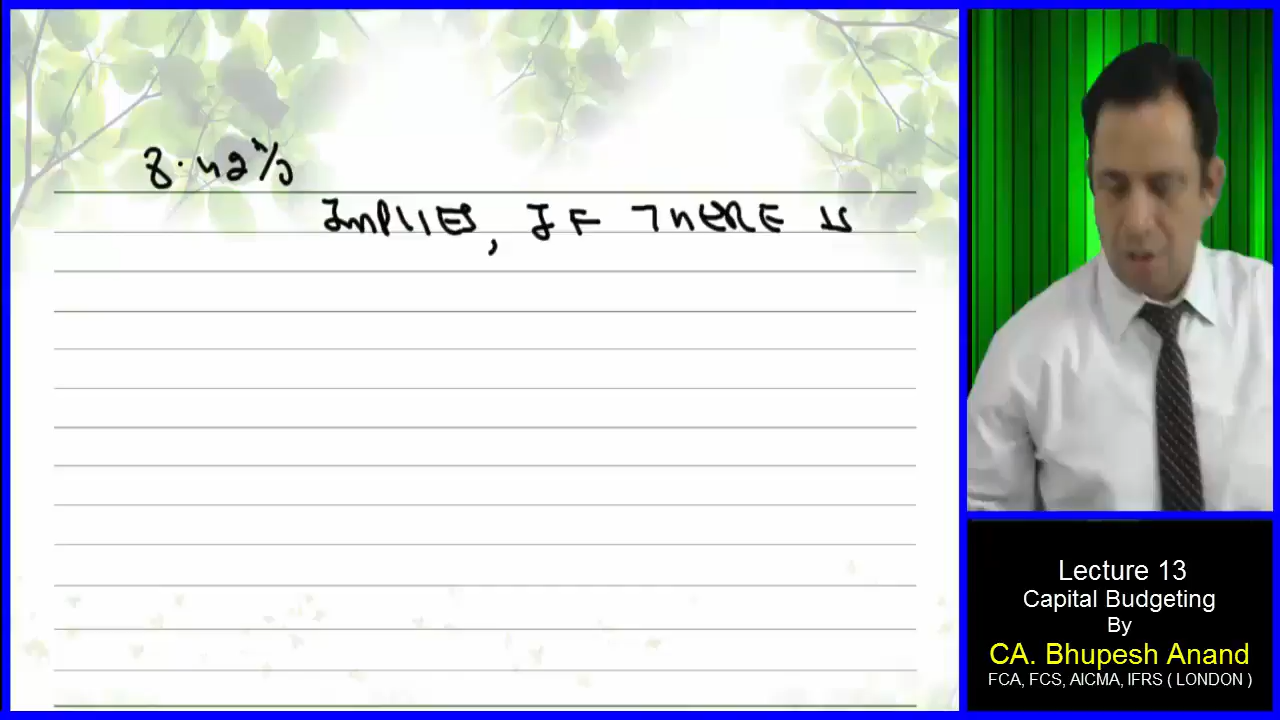 8.42%
IMPLIES, IF THERE IS
Lecture 13
Capital Budgeting
By
CA. Bhupesh Anand
FCA, FCS, AICMA, IFRS ( LONDON )